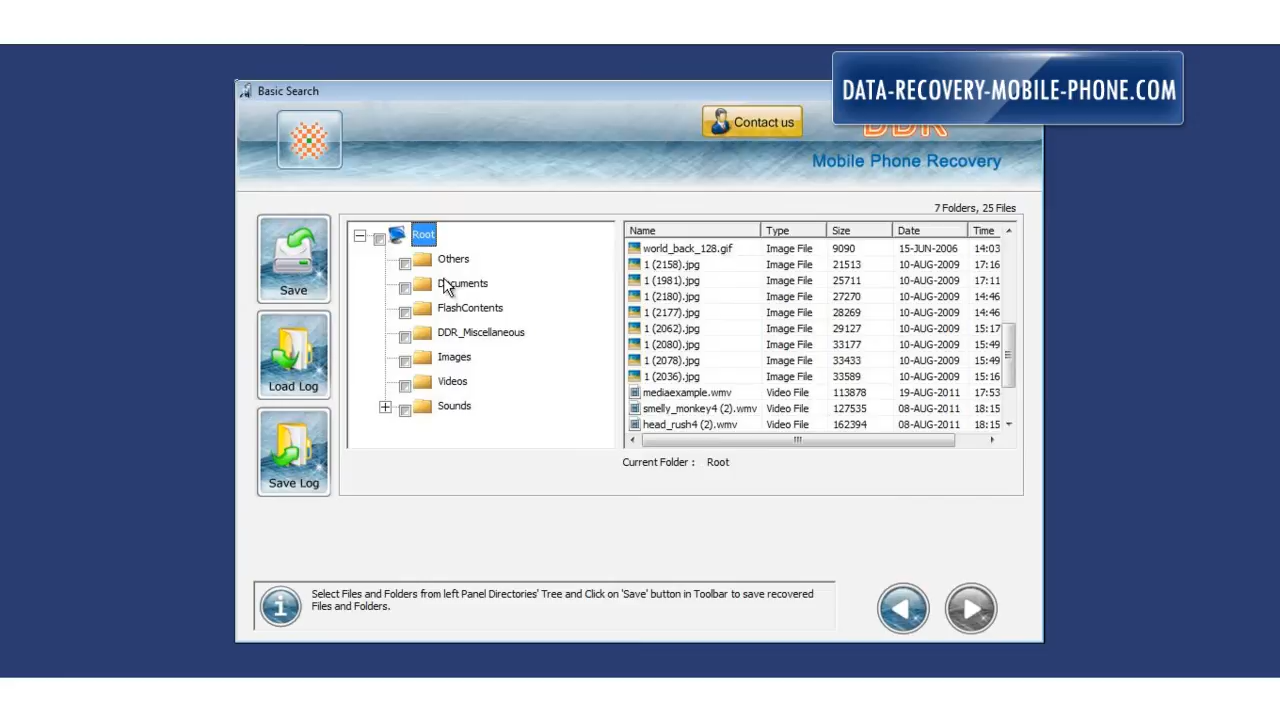 DATA-RECOVERY-MOBILE-PHONE.COM
Basic Search
Contact us
DDR
Mobile Phone Recovery
7 Folders, 25 Files
Save
Load Log
Save Log
Root
Others
Documents
FlashContents
DDR_Miscellaneous
Images
Videos
Sounds
Name Type Size Date Time
world_back_128.gif Image File 9090 15-JUN-2006 14:03
1 (2158).jpg Image File 21513 10-AUG-2009 17:16
1 (1981).jpg Image File 25711 10-AUG-2009 17:11
1 (2180).jpg Image File 27270 10-AUG-2009 14:46
1 (2177).jpg Image File 28269 10-AUG-2009 14:46
1 (2062).jpg Image File 29127 10-AUG-2009 15:17
1 (2080).jpg Image File 33177 10-AUG-2009 15:49
1 (2078).jpg Image File 33433 10-AUG-2009 15:49
1 (2036).jpg Image File 33589 10-AUG-2009 15:16
mediaexample.wmv Video File 113878 19-AUG-2011 17:53
smelly_monkey4 (2).wmv Video File 127535 08-AUG-2011 18:15
head_rush4 (2).wmv Video File 162394 08-AUG-2011 18:15
Current Folder : Root
Select Files and Folders from left Panel Directories' Tree and Click on 'Save' button in Toolbar to save recovered
Files and Folders.